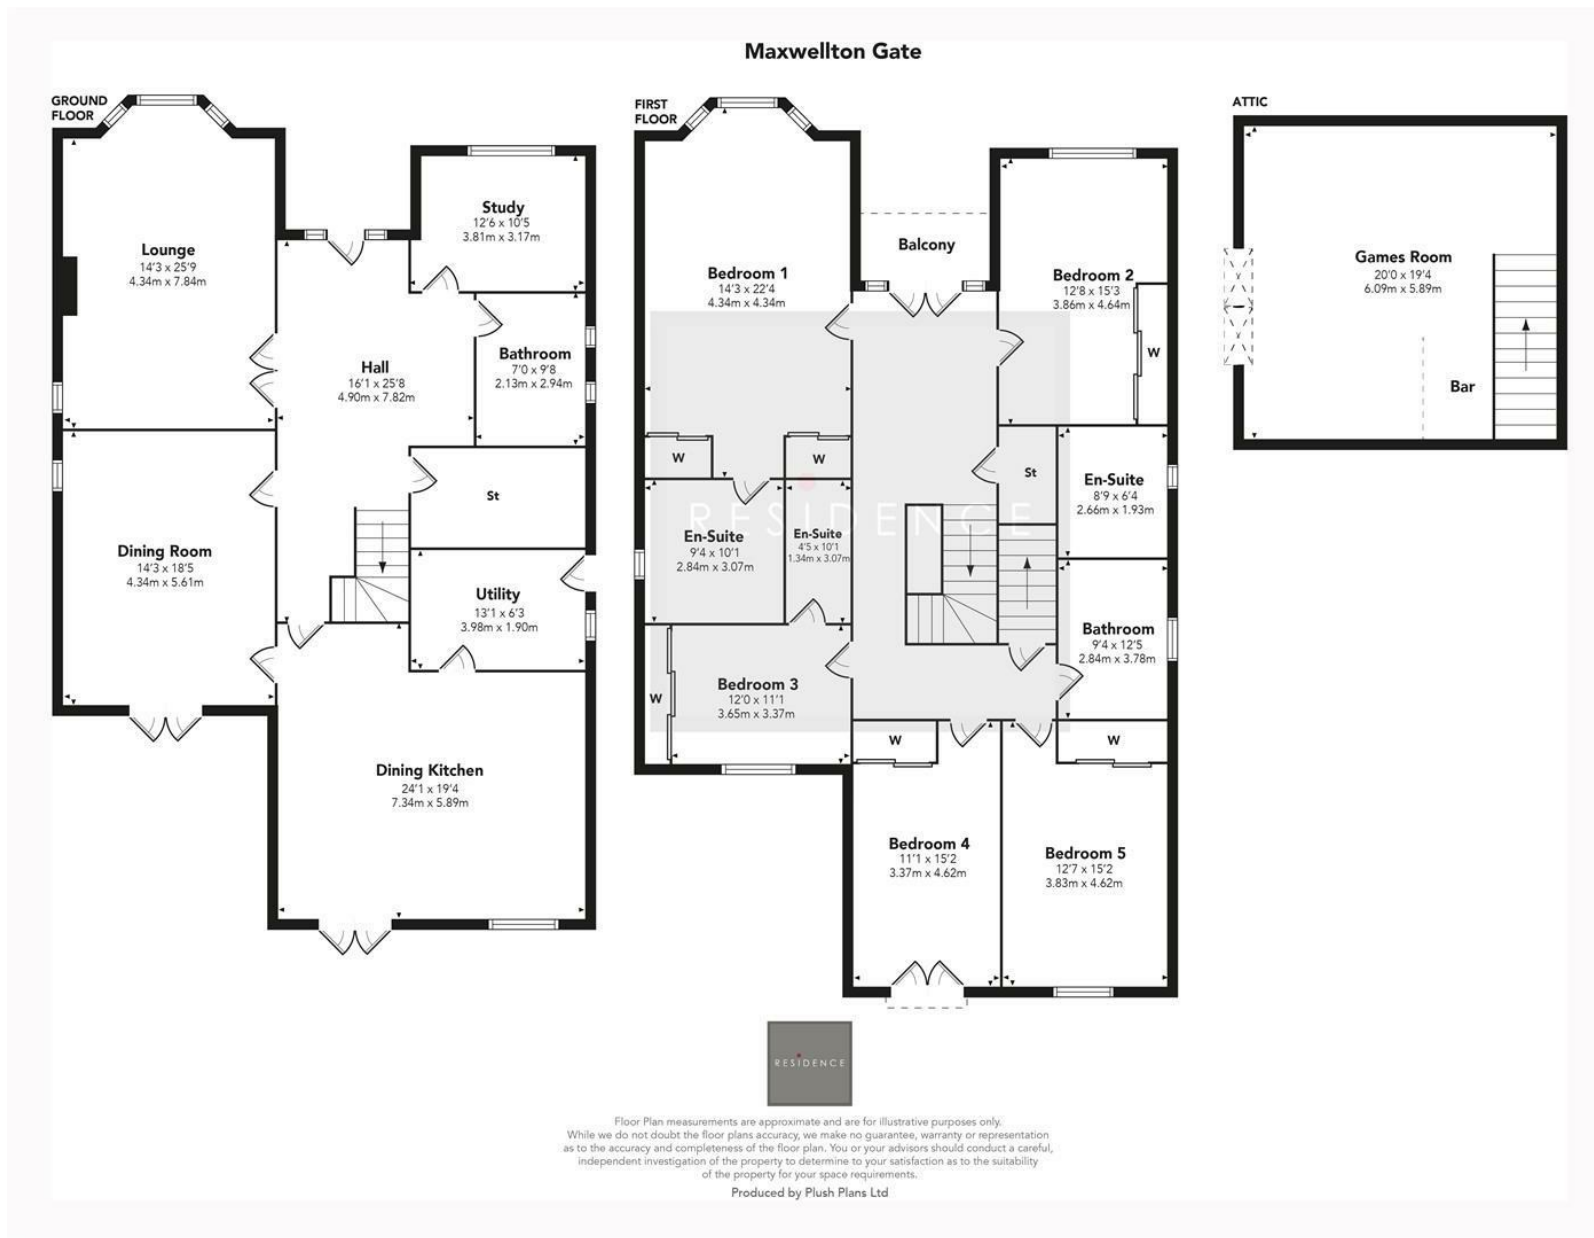 Maxwellton Gate
GROUND
FLOOR
Lounge
14'3 x 25'9
4.34m x 7.84m
Study
12'6 x 10'5
3.81m x 3.17m
Hall
16'1 x 25'8
4.90m x 7.82m
Bathroom
7'0 x 9'8
2.13m x 2.94m
St
Dining Room
14'3 x 18'5
4.34m x 5.61m
Utility
13'1 x 6'3
3.98m x 1.90m
Dining Kitchen
24'1 x 19'4
7.34m x 5.89m
FIRST
FLOOR
Bedroom 1
14'3 x 22'4
4.34m x 4.34m
Balcony
Bedroom 2
12'8 x 15'3
3.86m x 4.64m
W
W
W
St
En-Suite
8'9 x 6'4
2.66m x 1.93m
RESIDENCE
En-Suite
9'4 x 10'1
2.84m x 3.07m
En-Suite
4'5 x 10'1
1.34m x 3.07m
Bathroom
9'4 x 12'5
2.84m x 3.78m
W
Bedroom 3
12'0 x 11'1
3.65m x 3.37m
W
W
Bedroom 4
11'1 x 15'2
3.37m x 4.62m
Bedroom 5
12'7 x 15'2
3.83m x 4.62m
ATTIC
Games Room
20'0 x 19'4
6.09m x 5.89m
Bar
RESIDENCE
Floor Plan measurements are approximate and are for illustrative purposes only.
While we do not doubt the floor plans accuracy, we make no guarantee, warranty or representation
as to the accuracy and completeness of the floor plan. You or your advisors should conduct a careful,
independent investigation of the property to determine to your satisfaction as to the suitability
of the property for your space requirements.
Produced by Plush Plans Ltd